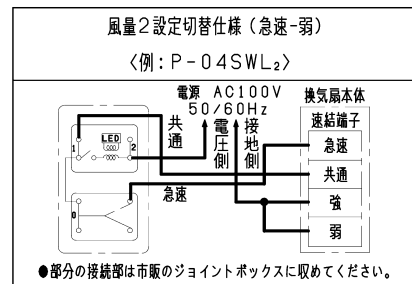 風量2設定切替仕様(急速-弱)
〈例:P-04SWL₂〉
電源 AC100V
50/60Hz
換気扇本体
速結端子
急速
共通
強
弱
LED
1
2
0
共通
電圧側
接地側
急速
●部分の接続部は市販のジョイントボックスに収めてください。